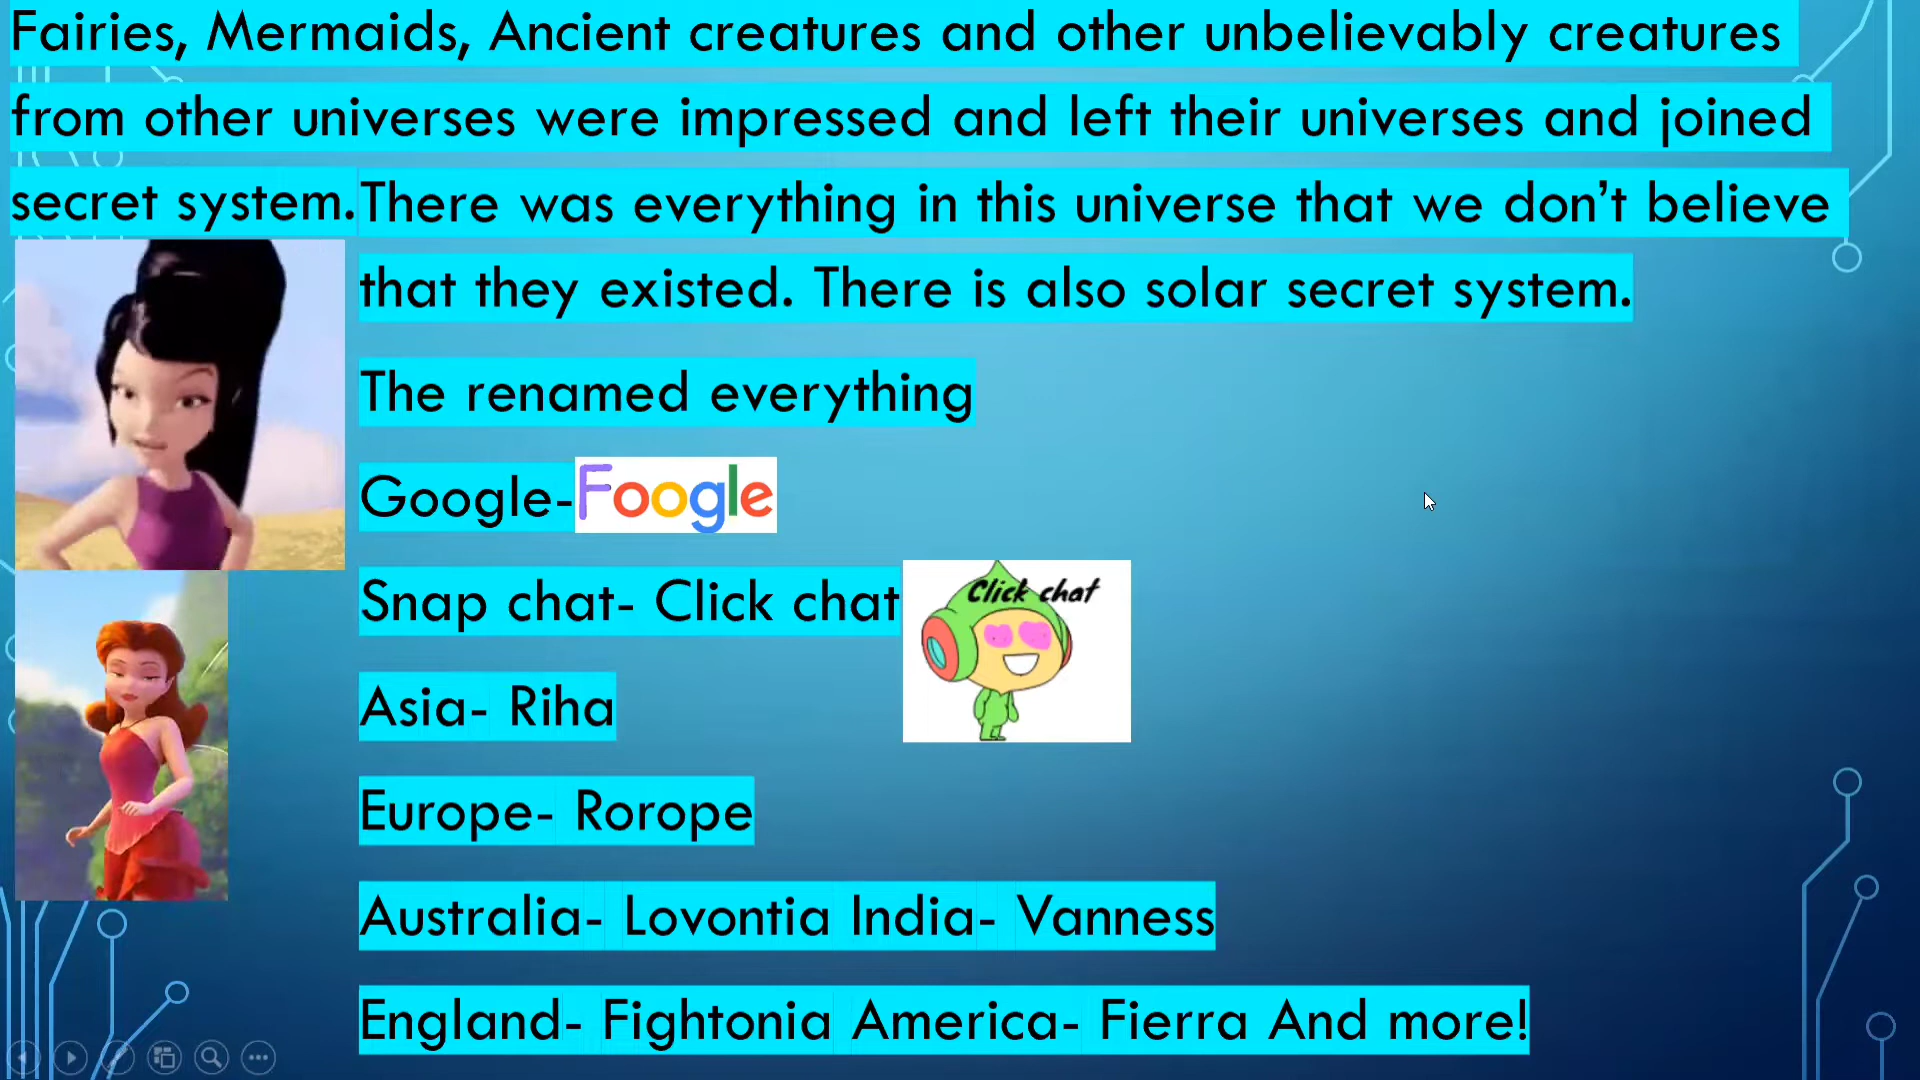 Fairies, Mermaids, Ancient creatures and other unbelievably creatures
from other universes were impressed and left their universes and joined
secret system. There was everything in this universe that we don't believe
that they existed. There is also solar secret system.
The renamed everything
Google- Foogle
Snap chat- Click chat
Click chat
Asia- Riha
Europe- Rorope
Australia- Lovontia India- Vanness
England- Fightonia America- Fierra And more!